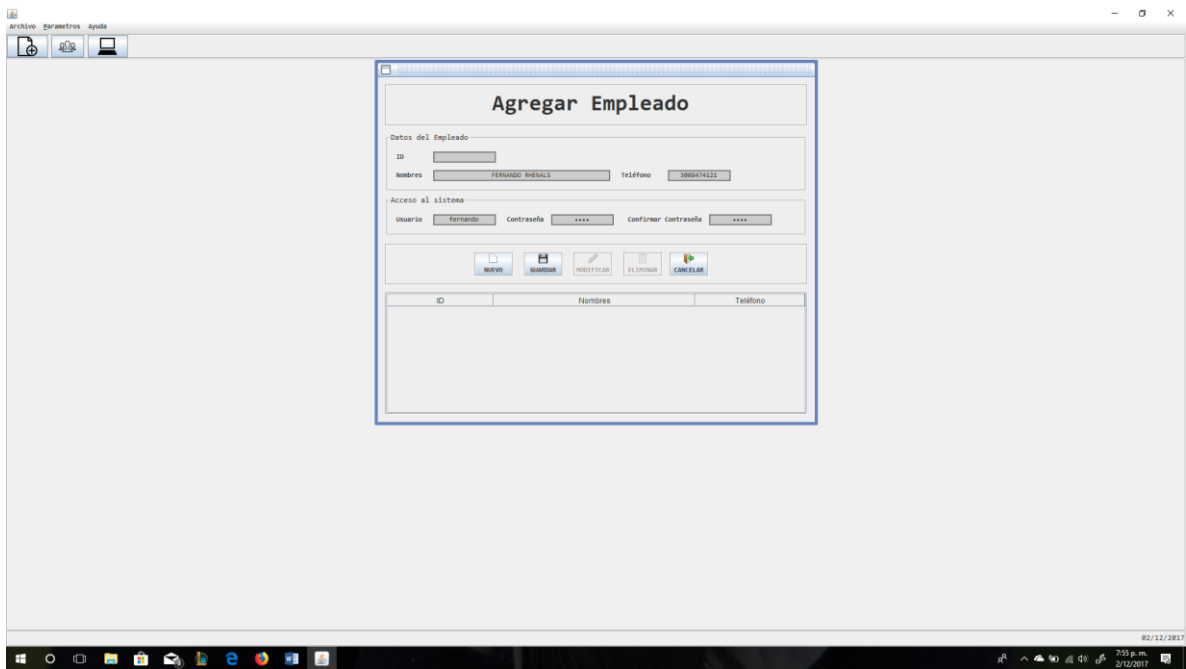 Archivo Parametros Ayuda
Agregar Empleado
Datos del Empleado
ID
Nombres FERNANDO RHENALS Teléfono 3008474121
Acceso al sistema
Usuario fernando Contraseña **** Confirmar Contraseña ****
NUEVO GUARDAR MODIFICAR ELIMINAR CANCELAR
ID Nombres Teléfono
02/12/2017
7:55 p. m.
2/12/2017